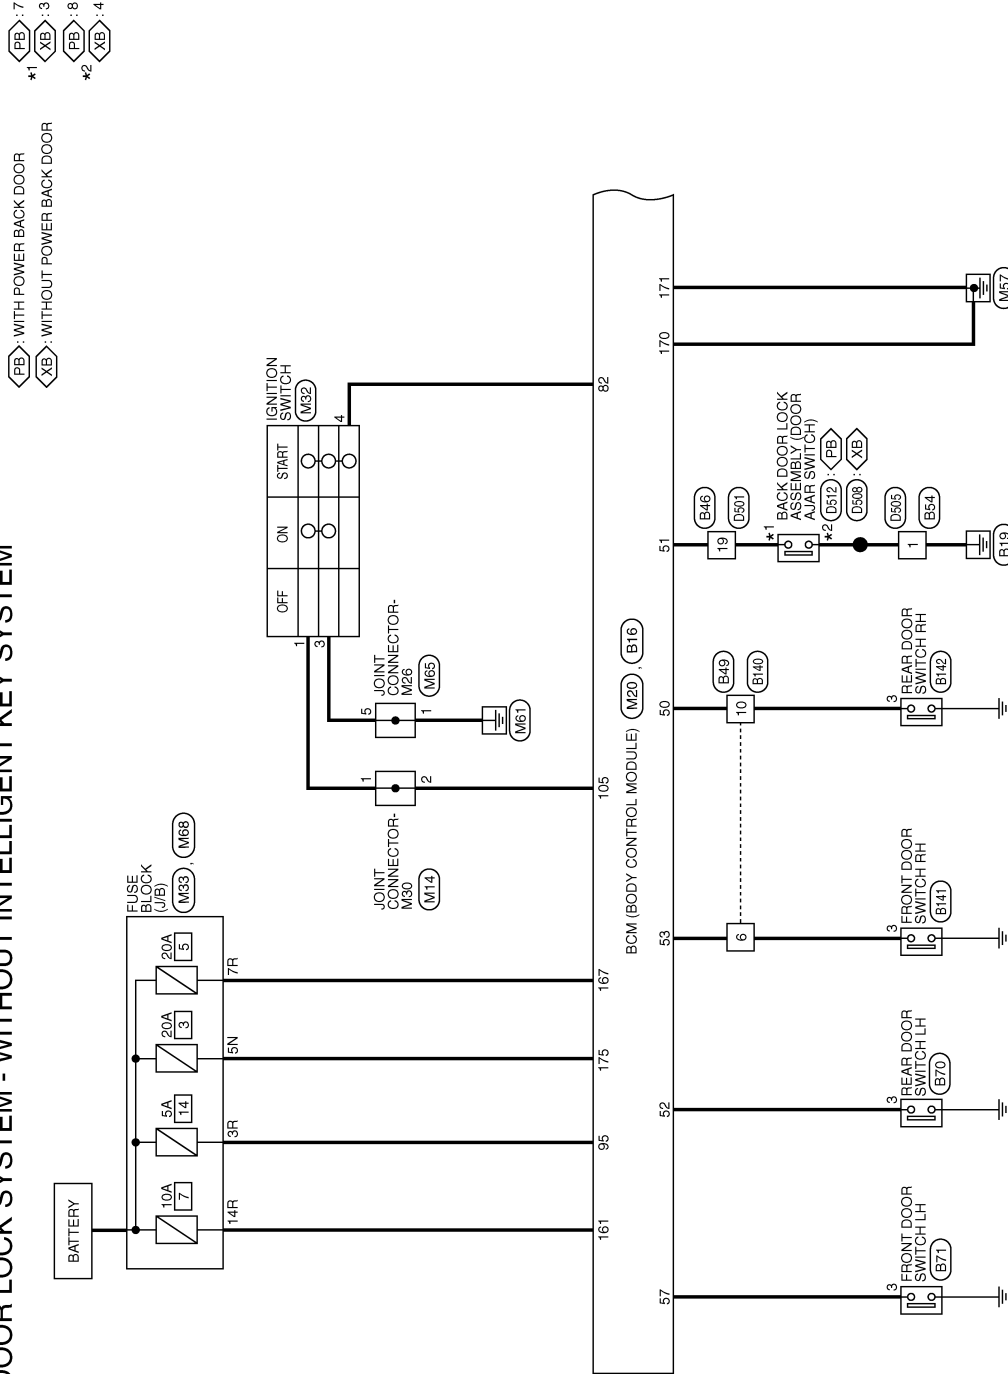 DOOR LOCK SYSTEM - WITHOUT INTELLIGENT KEY SYSTEM
PB : WITH POWER BACK DOOR
XB : WITHOUT POWER BACK DOOR
*1
PB : 7
XB : 3
*2
PB : 8
XB : 4
BATTERY
FUSE
BLOCK
(J/B)
M33 , M68
10A
7
5A
14
20A
3
20A
5
14R
3R
5N
7R
IGNITION
SWITCH
M32
OFF
ON
START
1
3
4
JOINT
CONNECTOR-
M30
M14
1
2
JOINT
CONNECTOR-
M26
M65
5
1
M61
161
95
175
167
105
82
BCM (BODY CONTROL MODULE) M20 , B16
57
52
53
50
51
170
171
6
10
B49
B140
B46
D501
19
*1
BACK DOOR LOCK
ASSEMBLY (DOOR
AJAR SWITCH)
D512 : PB
D508 : XB
*2
1
D505
B54
B19
M57
3
FRONT DOOR
SWITCH LH
B71
3
REAR DOOR
SWITCH LH
B70
3
FRONT DOOR
SWITCH RH
B141
3
REAR DOOR
SWITCH RH
B142